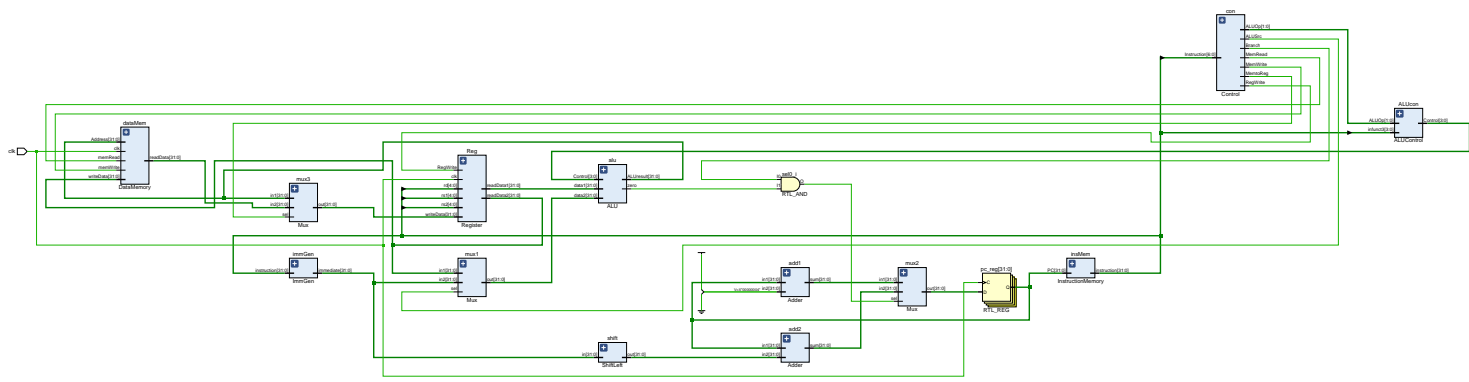 con
Instruction[6:0]
ALUOp[1:0]
ALUSrc
Branch
MemRead
MemWrite
MemtoReg
RegWrite
Control
ALUcon
ALUOp[1:0]
Control[3:0]
ALUControl
dataMem
Address[31:0]
clk
memRead
memWrite
writeData[31:0]
readData[31:0]
DataMemory
clk
mux3
in1[31:0]
in2[31:0]
sel
out[31:0]
Mux
Reg
RegWrite
clk
rd[4:0]
rs1[4:0]
rs2[4:0]
writeData[31:0]
readData1[31:0]
readData2[31:0]
Register
alu
Control[3:0]
data1[31:0]
data2[31:0]
ALUresult[31:0]
zero
ALU
sel0_i
I0
I1
O
RTL_AND
immGen
instruction[31:0]
immediate[31:0]
ImmGen
mux1
in1[31:0]
in2[31:0]
sel
out[31:0]
Mux
add1
in1[31:0]
in2[31:0]
sum[31:0]
Adder
mux2
in1[31:0]
in2[31:0]
sel
out[31:0]
Mux
pc_reg[31:0]
C
D
Q
RTL_REG
insMem
PC[31:0]
instruction[31:0]
InstructionMemory
shift
in[31:0]
out[31:0]
ShiftLeft
add2
in1[31:0]
in2[31:0]
sum[31:0]
Adder